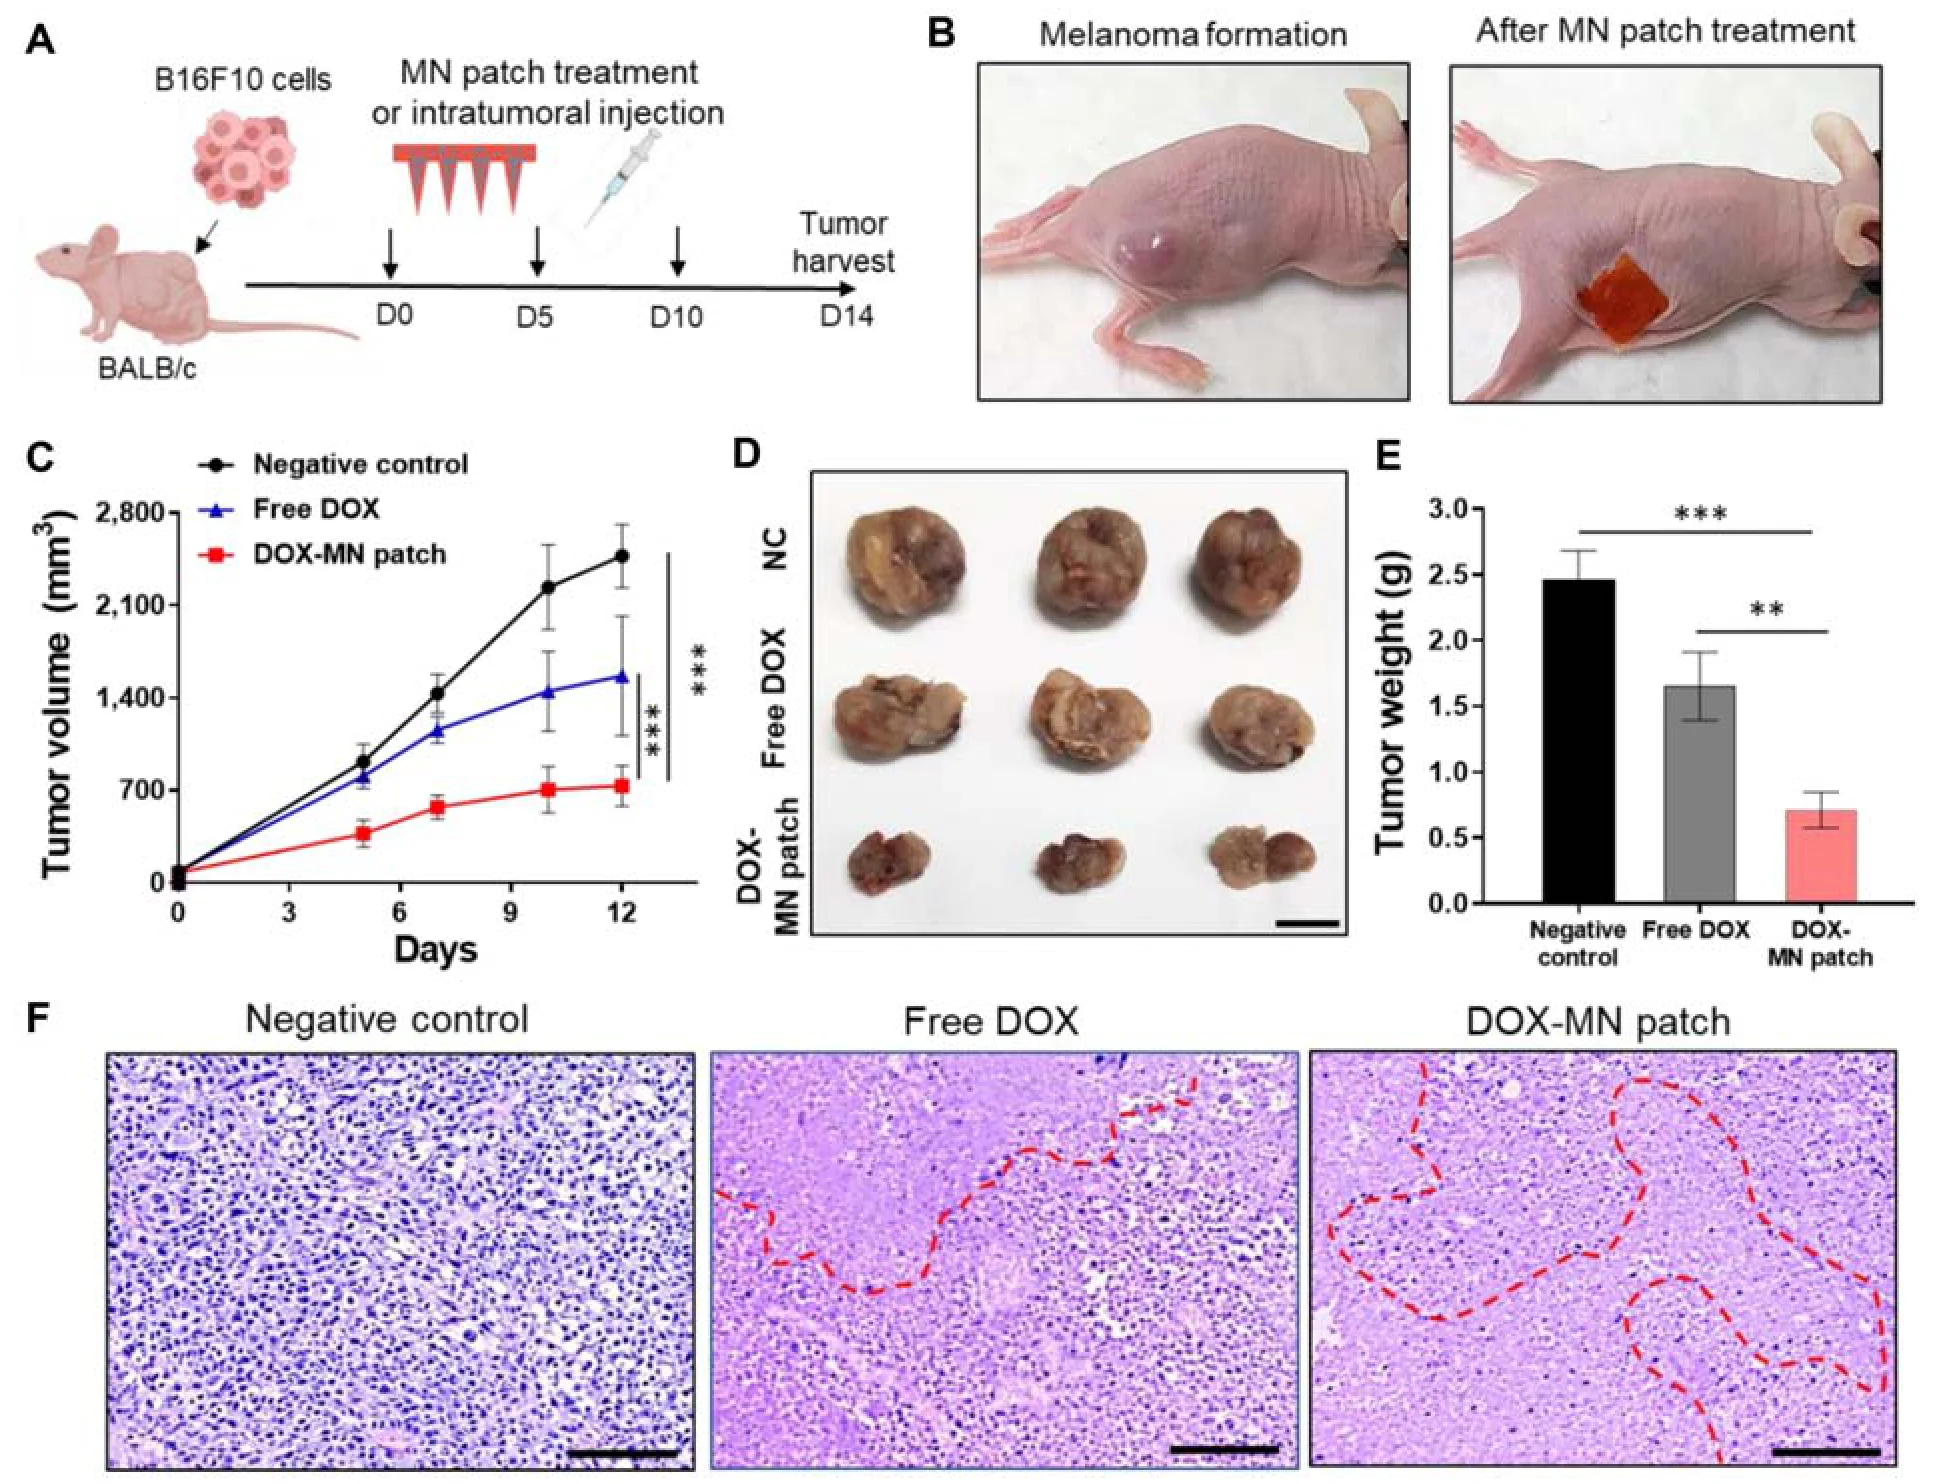 A
B16F10 cells
MN patch treatment
or intratumoral injection
Tumor
harvest
D0
D5
D10
D14
BALB/c
B
Melanoma formation
After MN patch treatment
C
Negative control
Free DOX
DOX-MN patch
Tumor volume (mm³)
2,800
2,100
1,400
700
0
0
3
6
9
12
Days
***
***
D
NC
Free DOX
DOX-
MN patch
E
Tumor weight (g)
3.0
2.5
2.0
1.5
1.0
0.5
0.0
***
**
Negative
control
Free DOX
DOX-
MN patch
F
Negative control
Free DOX
DOX-MN patch